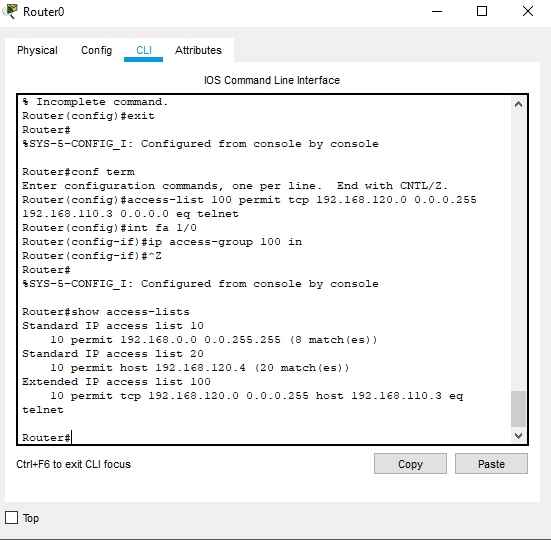 Router0
Physical Config CLI Attributes
IOS Command Line Interface
% Incomplete command.
Router(config)#exit
Router#
%SYS-5-CONFIG_I: Configured from console by console
Router#conf term
Enter configuration commands, one per line.  End with CNTL/Z.
Router(config)#access-list 100 permit tcp 192.168.120.0 0.0.0.255
192.168.110.3 0.0.0.0 eq telnet
Router(config)#int fa 1/0
Router(config-if)#ip access-group 100 in
Router(config-if)#^Z
Router#
%SYS-5-CONFIG_I: Configured from console by console
Router#show access-lists
Standard IP access list 10
    10 permit 192.168.0.0 0.0.255.255 (8 match(es))
Standard IP access list 20
    10 permit host 192.168.120.4 (20 match(es))
Extended IP access list 100
    10 permit tcp 192.168.120.0 0.0.0.255 host 192.168.110.3 eq
telnet
Router#
Ctrl+F6 to exit CLI focus Copy Paste
Top